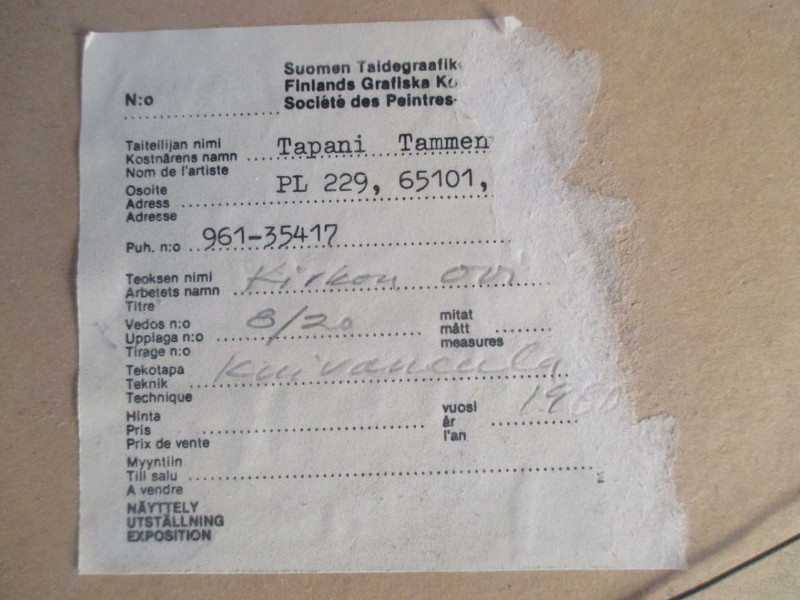 Suomen Taidegraafik
Finlands Grafiska Ko
N:o
Société des Peintres-
Taiteilijan nimi
Kostnärens namn Tapani Tammen
Nom de l'artiste
Osoite
Adress PL 229, 65101,
Adresse
Puh. n:o 961-35417
Teoksen nimi
Arbetets namn Kirkon ovi
Titre
Vedos n:o 8/20 mitat
Upplaga n:o mått
Tirage n:o measures
Tekotapa
Teknik Kuivaneula
Technique
Hinta vuosi 1980
Pris år
Prix de vente l'an
Myyntiin
Till salu
A vendre
NÄYTTELY
UTSTÄLLNING
EXPOSITION